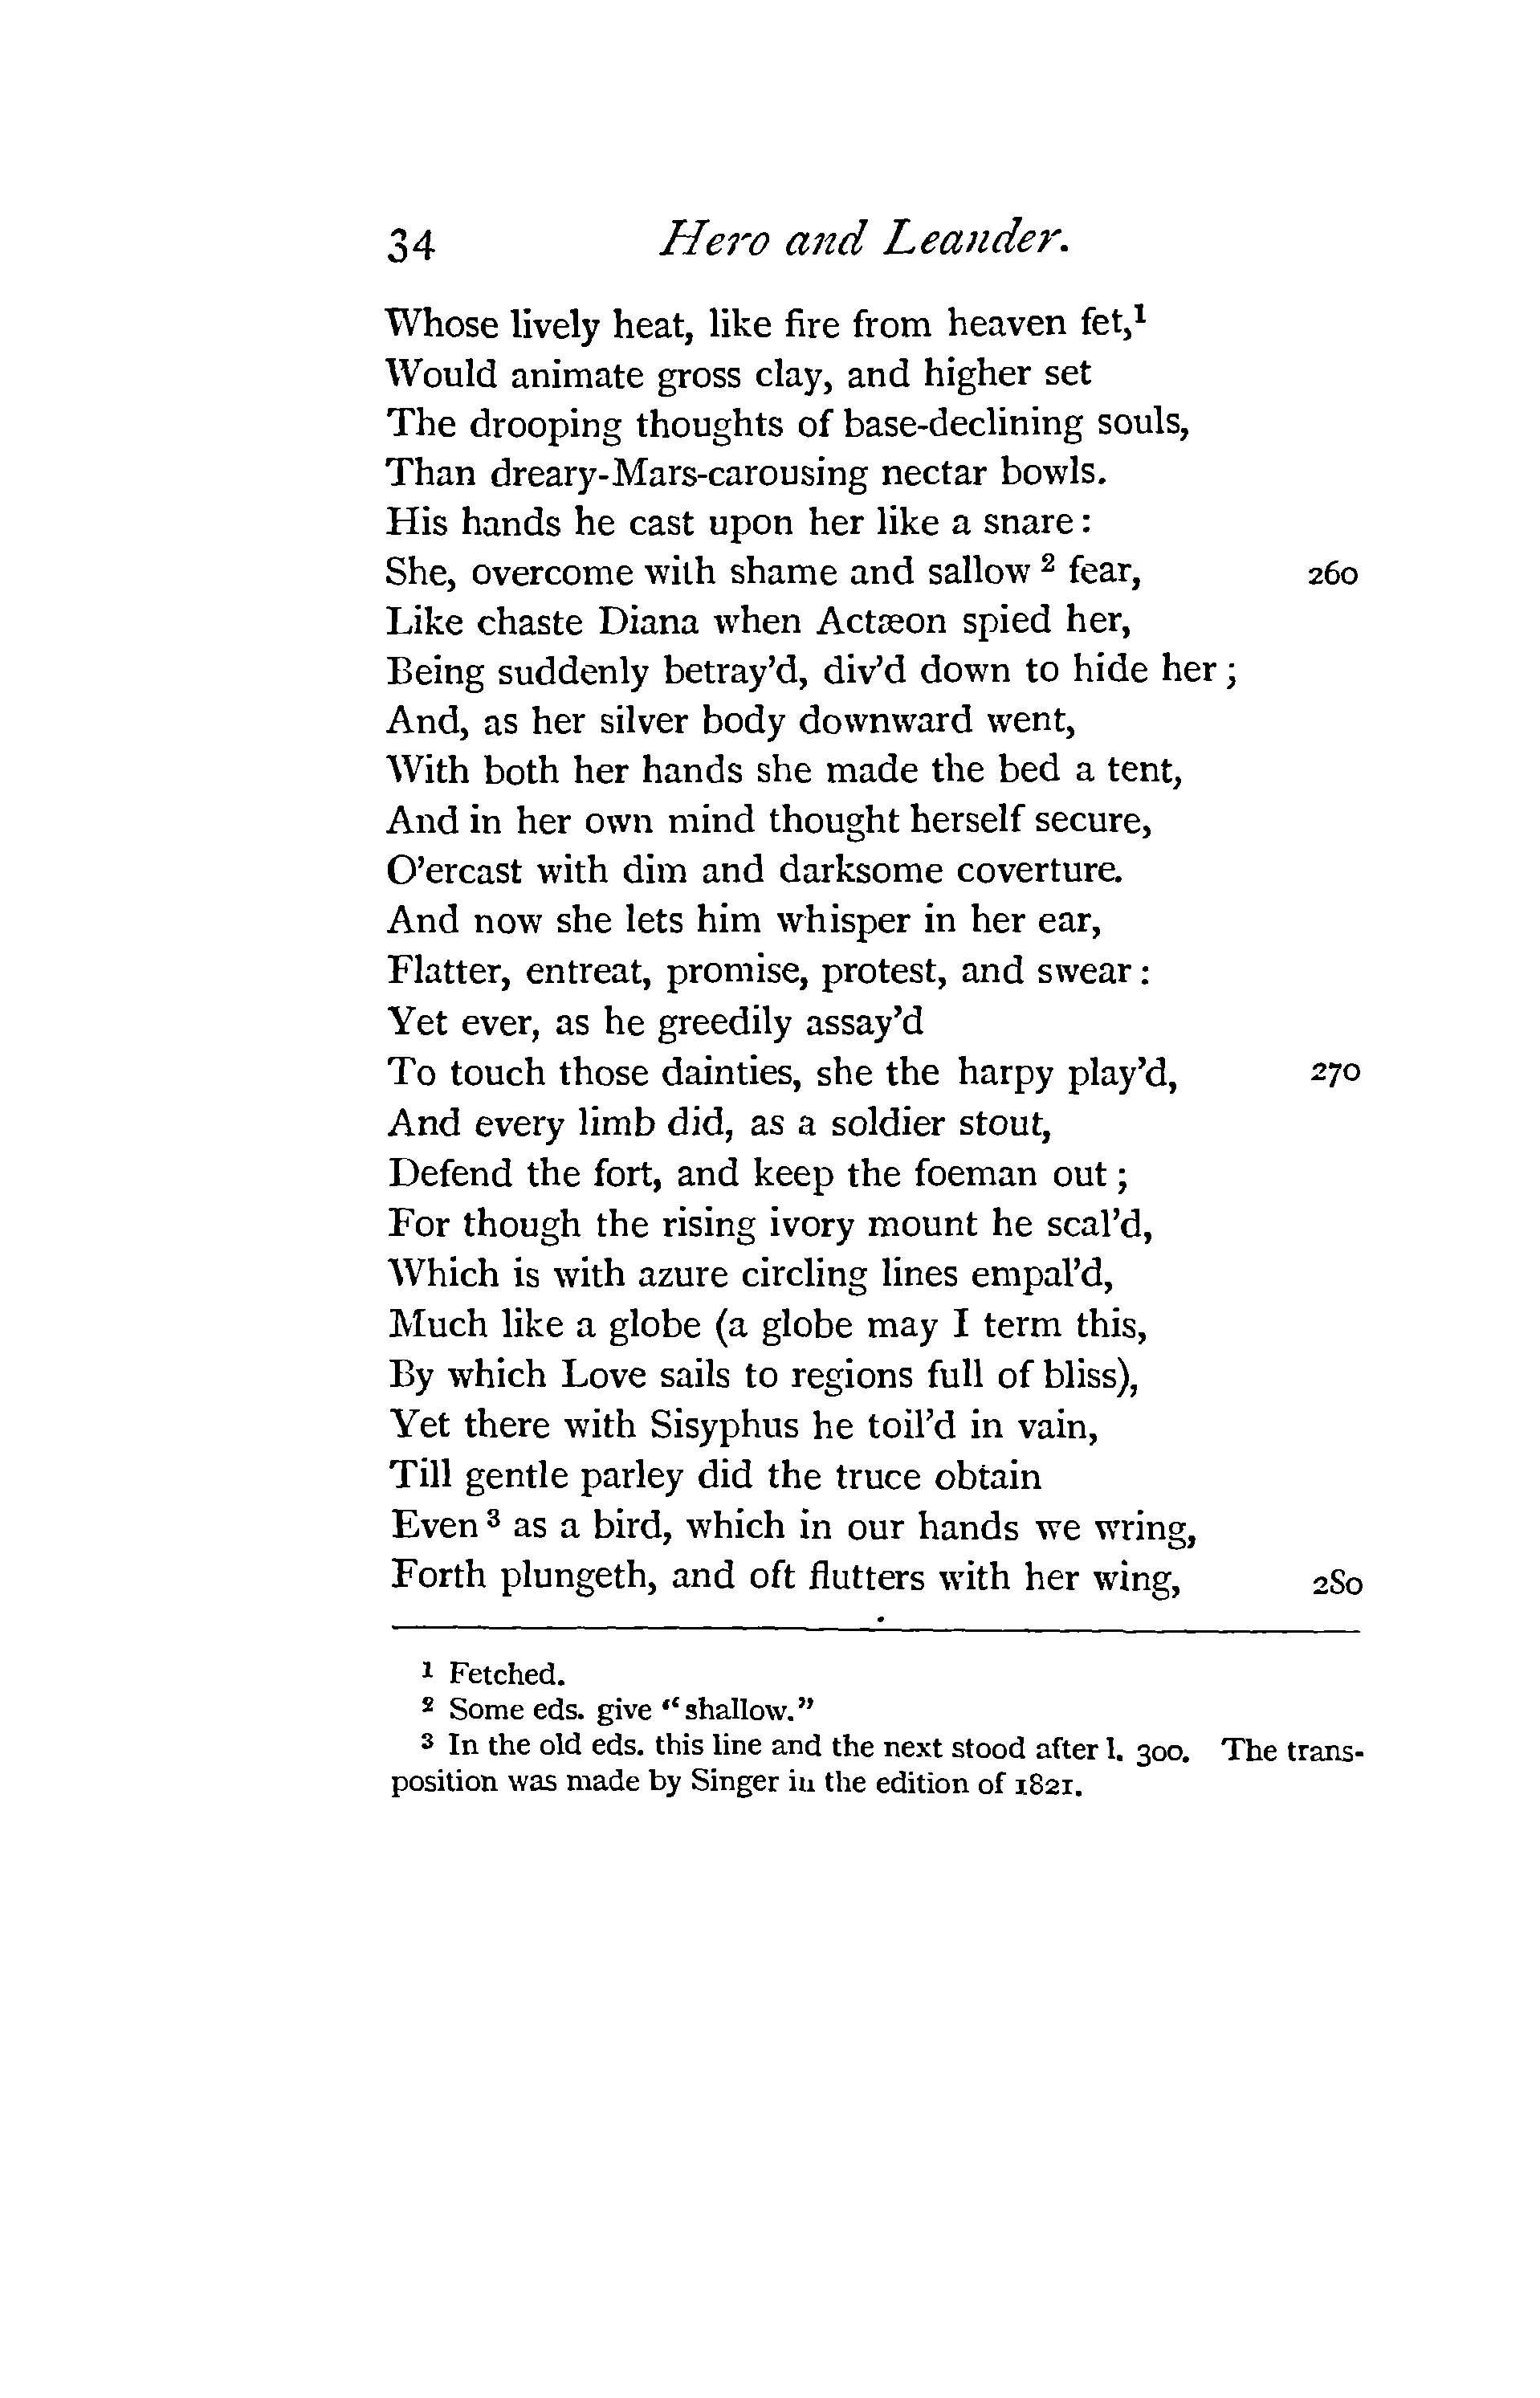 34 Hero and Leander.
Whose lively heat, like fire from heaven fet,¹
Would animate gross clay, and higher set
The drooping thoughts of base-declining souls,
Than dreary-Mars-carousing nectar bowls.
His hands he cast upon her like a snare:
She, overcome with shame and sallow ² fear, 260
Like chaste Diana when Actæon spied her,
Being suddenly betray'd, div'd down to hide her;
And, as her silver body downward went,
With both her hands she made the bed a tent,
And in her own mind thought herself secure,
O'ercast with dim and darksome coverture.
And now she lets him whisper in her ear,
Flatter, entreat, promise, protest, and swear:
Yet ever, as he greedily assay'd
To touch those dainties, she the harpy play'd, 270
And every limb did, as a soldier stout,
Defend the fort, and keep the foeman out;
For though the rising ivory mount he scal'd,
Which is with azure circling lines empal'd,
Much like a globe (a globe may I term this,
By which Love sails to regions full of bliss),
Yet there with Sisyphus he toil'd in vain,
Till gentle parley did the truce obtain
Even ³ as a bird, which in our hands we wring,
Forth plungeth, and oft flutters with her wing, 280
¹ Fetched.
² Some eds. give "shallow."
³ In the old eds. this line and the next stood after l. 300. The trans-
position was made by Singer in the edition of 1821.